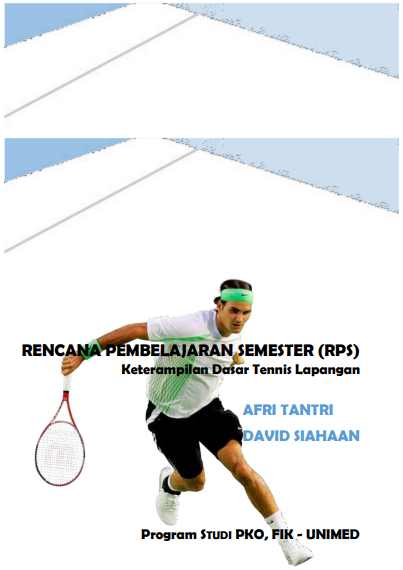 RENCANA PEMBELAJARAN SEMESTER (RPS)
Keterampilan Dasar Tennis Lapangan
AFRI TANTRI
DAVID SIAHAAN
Program STUDI PKO, FIK - UNIMED